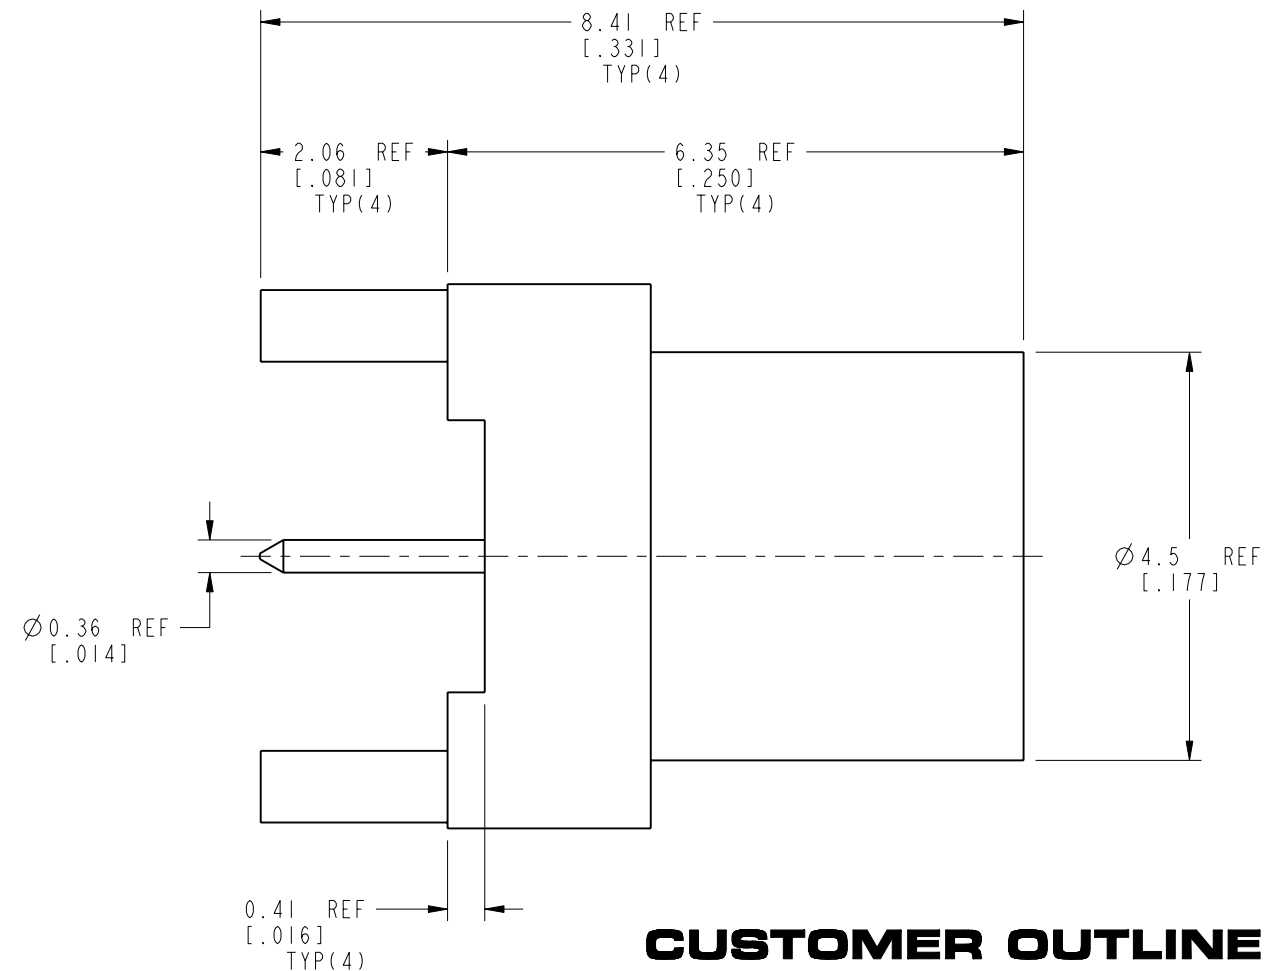 8.41 REF
[.331]
TYP(4)
2.06 REF
[.081]
TYP(4)
6.35 REF
[.250]
TYP(4)
Ø4.5 REF
[.177]
Ø0.36 REF
[.014]
0.41 REF
[.016]
TYP(4)
CUSTOMER OUTLINE